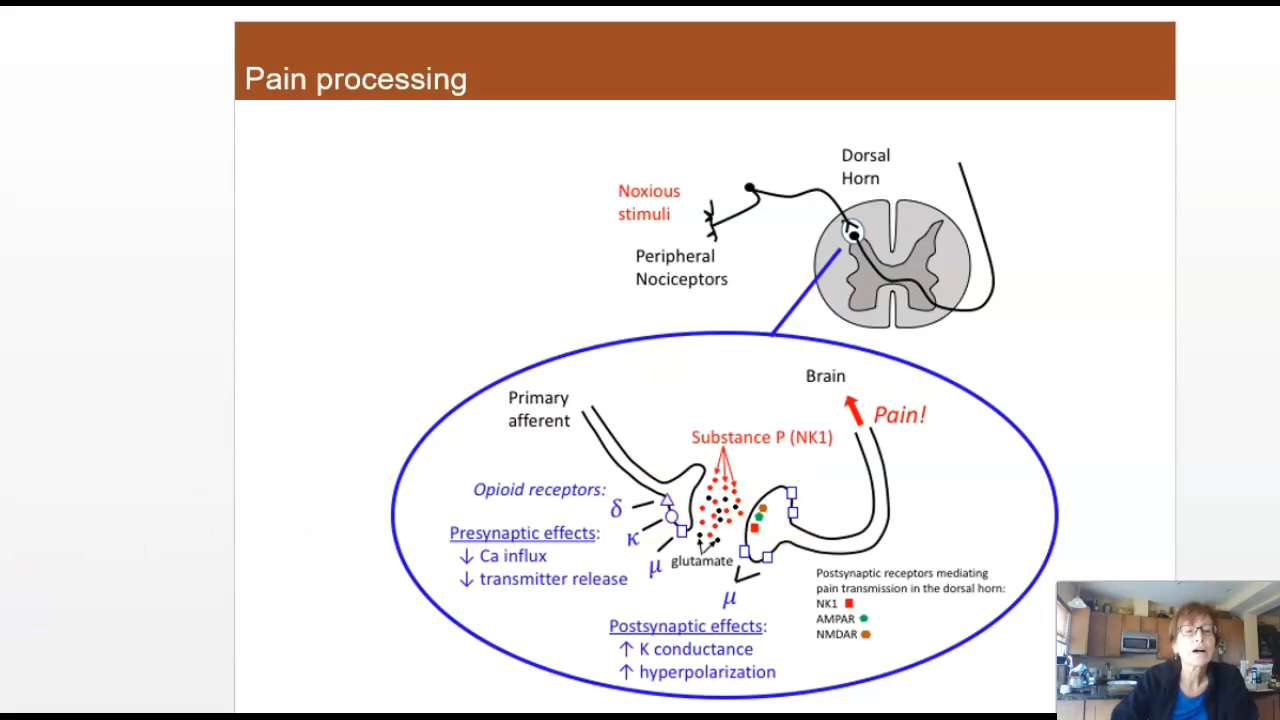 Pain processing
Dorsal
Horn
Noxious
stimuli
Peripheral
Nociceptors
Brain
Primary
afferent
Pain!
Substance P (NK1)
Opioid receptors:
δ
κ
μ
Presynaptic effects:
↓ Ca influx
↓ transmitter release
glutamate
μ
Postsynaptic effects:
↑ K conductance
↑ hyperpolarization
Postsynaptic receptors mediating
pain transmission in the dorsal horn:
NK1
AMPAR
NMDAR